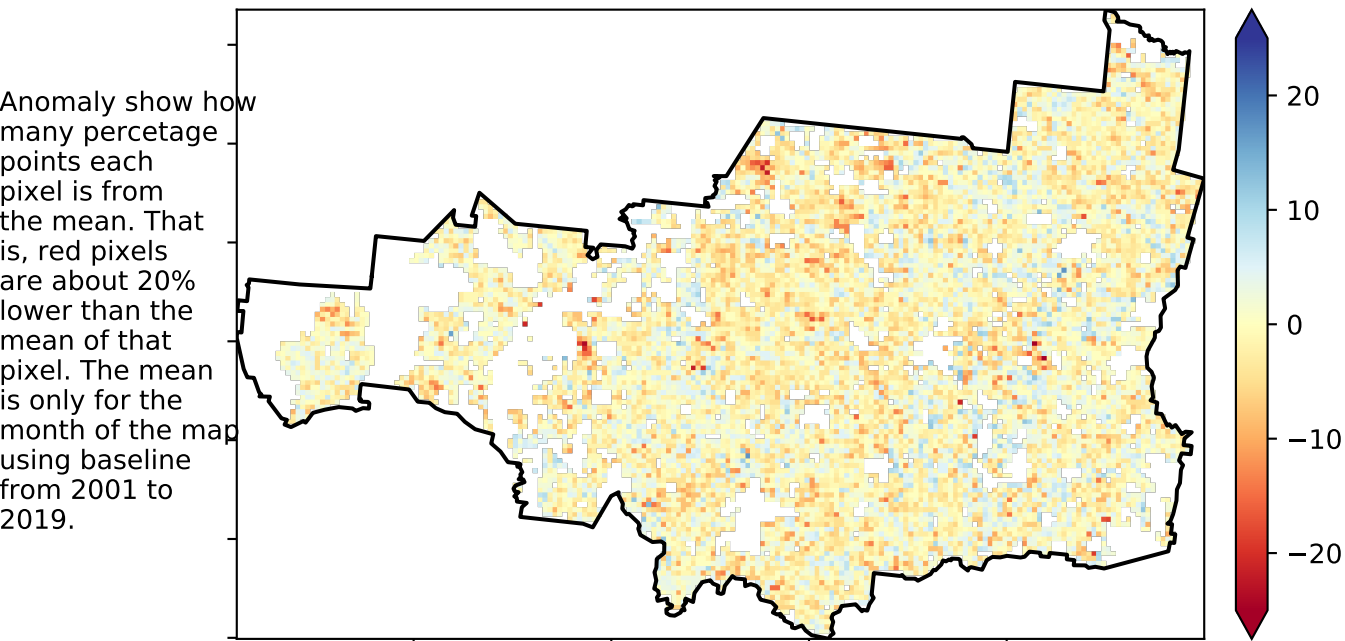 Anomaly show how
many percetage
points each
pixel is from
the mean. That
is, red pixels
are about 20%
lower than the
mean of that
pixel. The mean
is only for the
month of the map
using baseline
from 2001 to
2019.
20
10
0
−10
−20